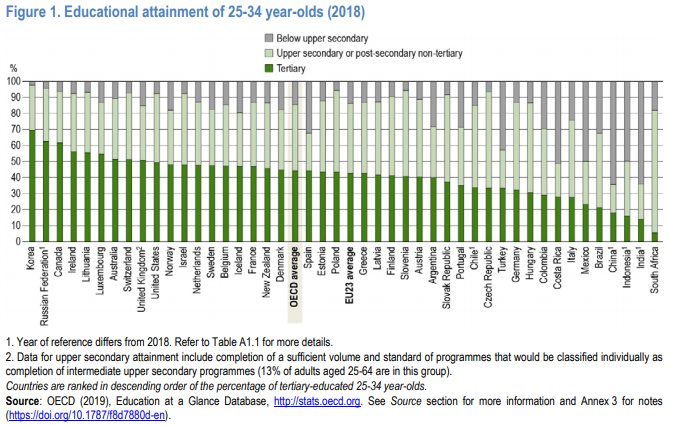 Figure 1. Educational attainment of 25-34 year-olds (2018)
Below upper secondary
Upper secondary or post-secondary non-tertiary
Tertiary
%
100
90
80
70
60
50
40
30
20
10
0
Korea
Russian Federation¹
Canada
Ireland
Lithuania
Luxembourg
Australia
Switzerland
United Kingdom²
United States
Norway
Israel
Netherlands
Sweden
Belgium
Iceland
France
New Zealand
Denmark
OECD average
Spain
Estonia
Poland
EU23 average
Greece
Latvia
Finland
Slovenia
Austria
Argentina
Slovak Republic
Portugal
Chile¹
Czech Republic
Turkey
Germany
Hungary
Colombia
Costa Rica
Italy
Mexico
Brazil
China¹
Indonesia¹
India¹
South Africa
1. Year of reference differs from 2018. Refer to Table A1.1 for more details.
2. Data for upper secondary attainment include completion of a sufficient volume and standard of programmes that would be classified individually as
completion of intermediate upper secondary programmes (13% of adults aged 25-64 are in this group).
Countries are ranked in descending order of the percentage of tertiary-educated 25-34 year-olds.
Source: OECD (2019), Education at a Glance Database, http://stats.oecd.org. See Source section for more information and Annex 3 for notes
(https://doi.org/10.1787/f8d7880d-en).